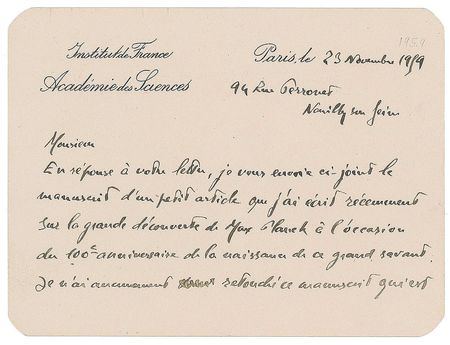 1959
Institut de France
Académie des Sciences
Paris, le 23 Novembre 1959
94 Rue Perronet
Neuilly sur Seine
Monsieur
En réponse à votre lettre, je vous envoie ci-joint le
manuscrit d'un petit article que j'ai écrit récemment
sur la grande découverte de Max Planck à l'occasion
du 100e anniversaire de la naissance de ce grand savant.
Je n'ai aucunement retouché ce manuscrit qui est